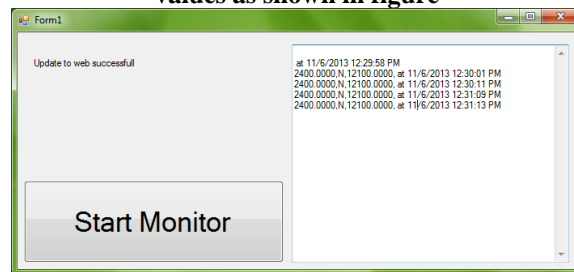 values as shown in figure
Form1
Update to web successfull
at 11/6/2013 12:29:58 PM
2400.0000,N,12100.0000, at 11/6/2013 12:30:01 PM
2400.0000,N,12100.0000, at 11/6/2013 12:30:11 PM
2400.0000,N,12100.0000, at 11/6/2013 12:31:09 PM
2400.0000,N,12100.0000, at 11/6/2013 12:31:13 PM
Start Monitor